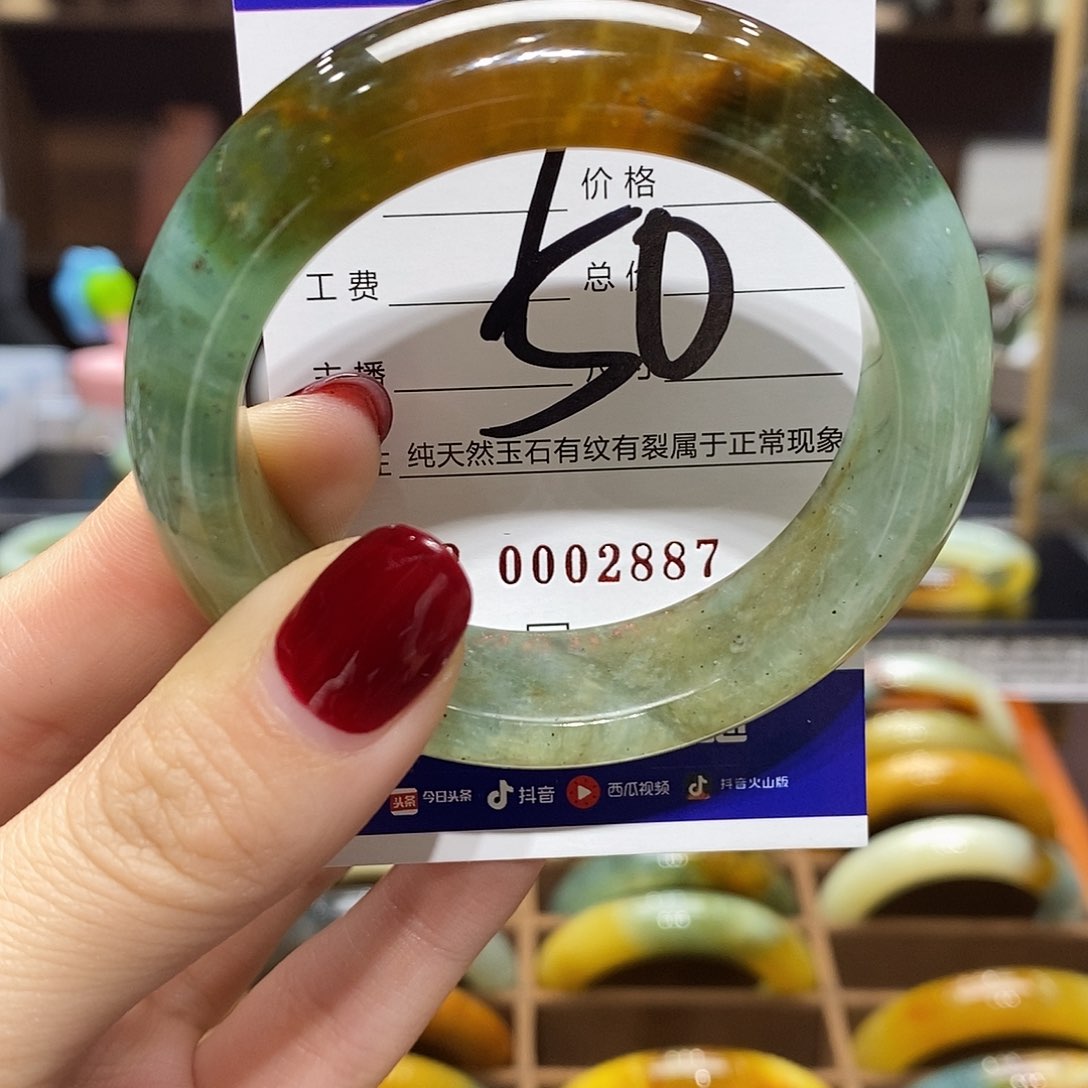 价格
工费
总
50
主播
纯天然玉石有纹有裂属于正常现象
0002887
头条 今日头条 抖音 西瓜视频 抖音火山版